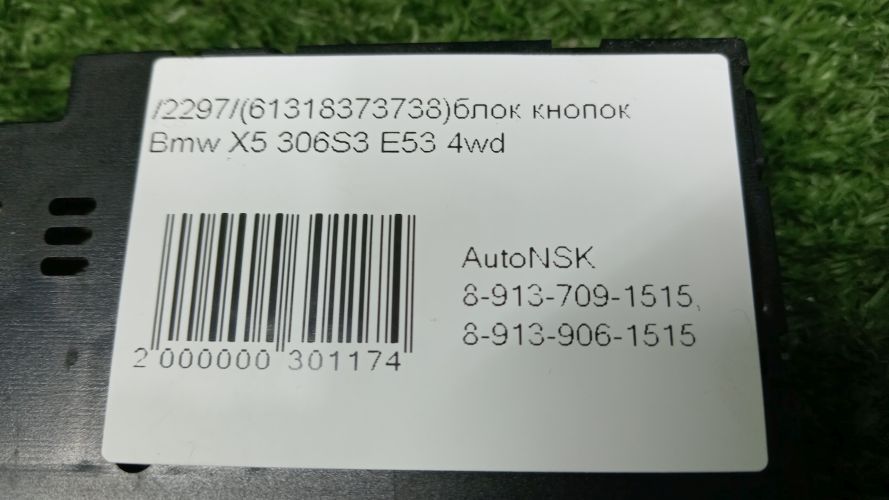 /2297/(61318373738)блок кнопок
Bmw X5 306S3 E53 4wd
AutoNSK
8-913-709-1515,
8-913-906-1515
2 000000 301174